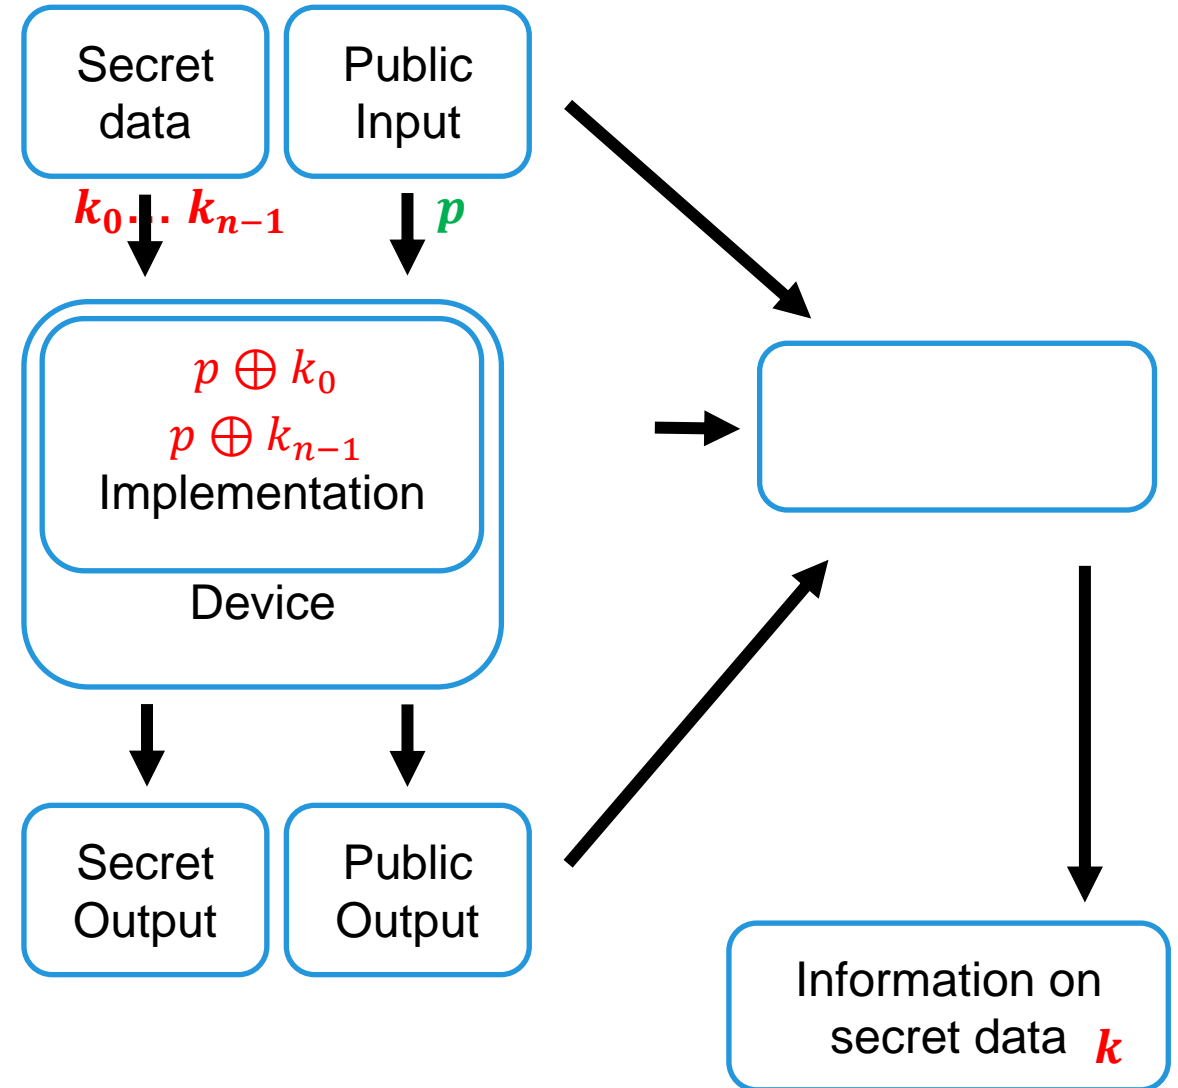 Secret
data
Public
Input
k₀... kₙ₋₁
p
p ⊕ k₀
p ⊕ kₙ₋₁
Implementation
Device
Secret
Output
Public
Output
Information on
secret data k